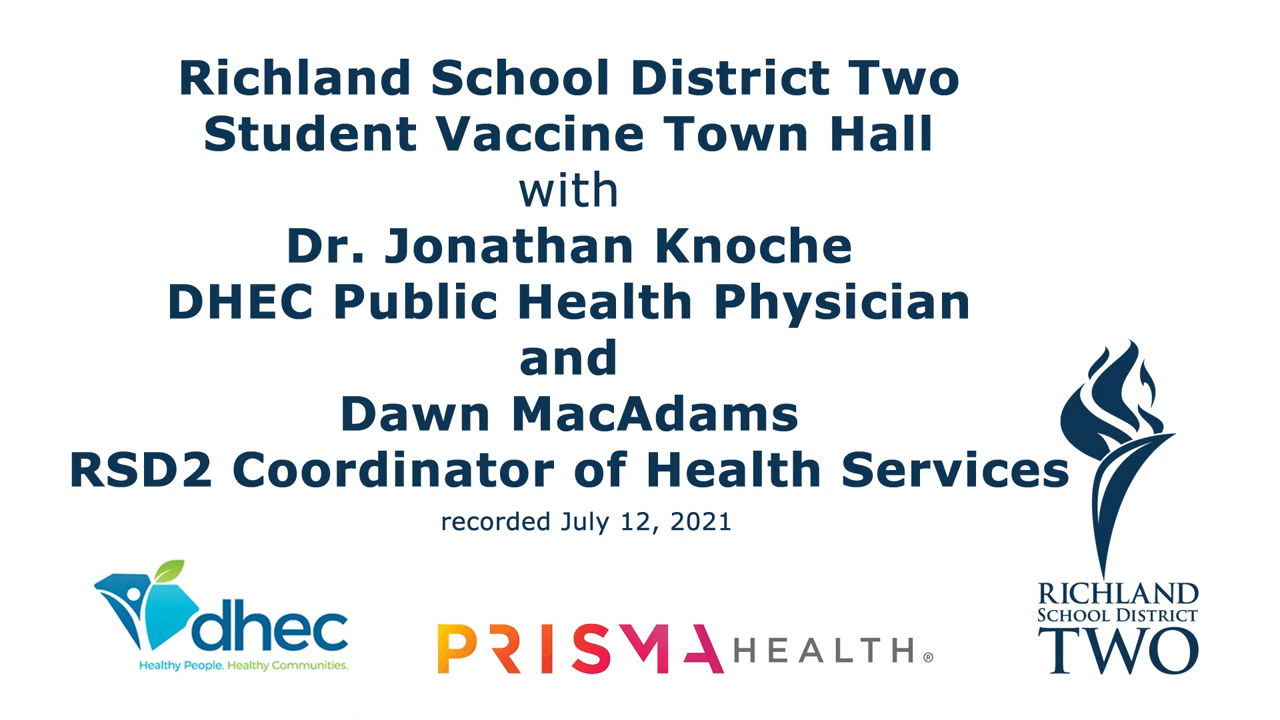 Richland School District Two
Student Vaccine Town Hall
with
Dr. Jonathan Knoche
DHEC Public Health Physician
and
Dawn MacAdams
RSD2 Coordinator of Health Services
recorded July 12, 2021
dhec
Healthy People. Healthy Communities.
PRISMA HEALTH®
RICHLAND
SCHOOL DISTRICT
TWO